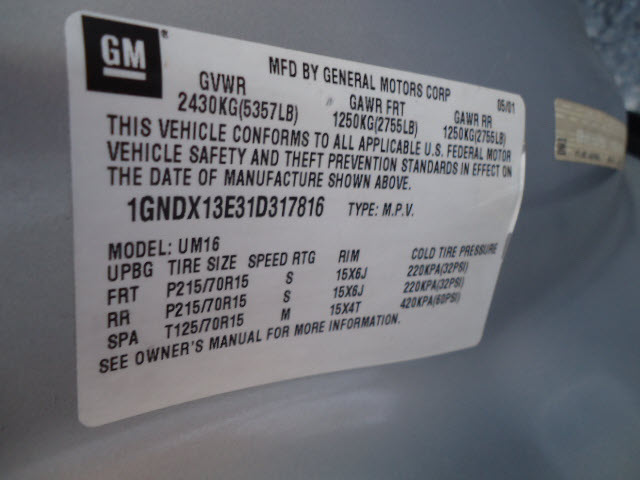 GM
MFD BY GENERAL MOTORS CORP 05/01
GVWR GAWR FRT GAWR RR
2430KG(5357LB) 1250KG(2755LB) 1250KG(2755LB)
THIS VEHICLE CONFORMS TO ALL APPLICABLE U.S. FEDERAL MOTOR
VEHICLE SAFETY AND THEFT PREVENTION STANDARDS IN EFFECT ON
THE DATE OF MANUFACTURE SHOWN ABOVE.
1GNDX13E31D317816 TYPE: M.P.V.
MODEL: UM16
UPBG TIRE SIZE SPEED RTG RIM COLD TIRE PRESSURE
FRT P215/70R15 S 15X6J 220KPA(32PSI)
RR P215/70R15 S 15X6J 220KPA(32PSI)
SPA T125/70R15 M 15X4T 420KPA(60PSI)
SEE OWNER'S MANUAL FOR MORE INFORMATION.